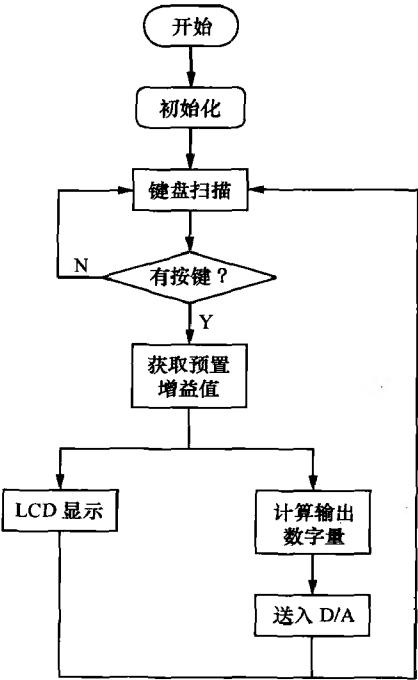 开始
初始化
键盘扫描
N
有按键？
Y
获取预置
增益值
LCD 显示
计算输出
数字量
送入 D/A